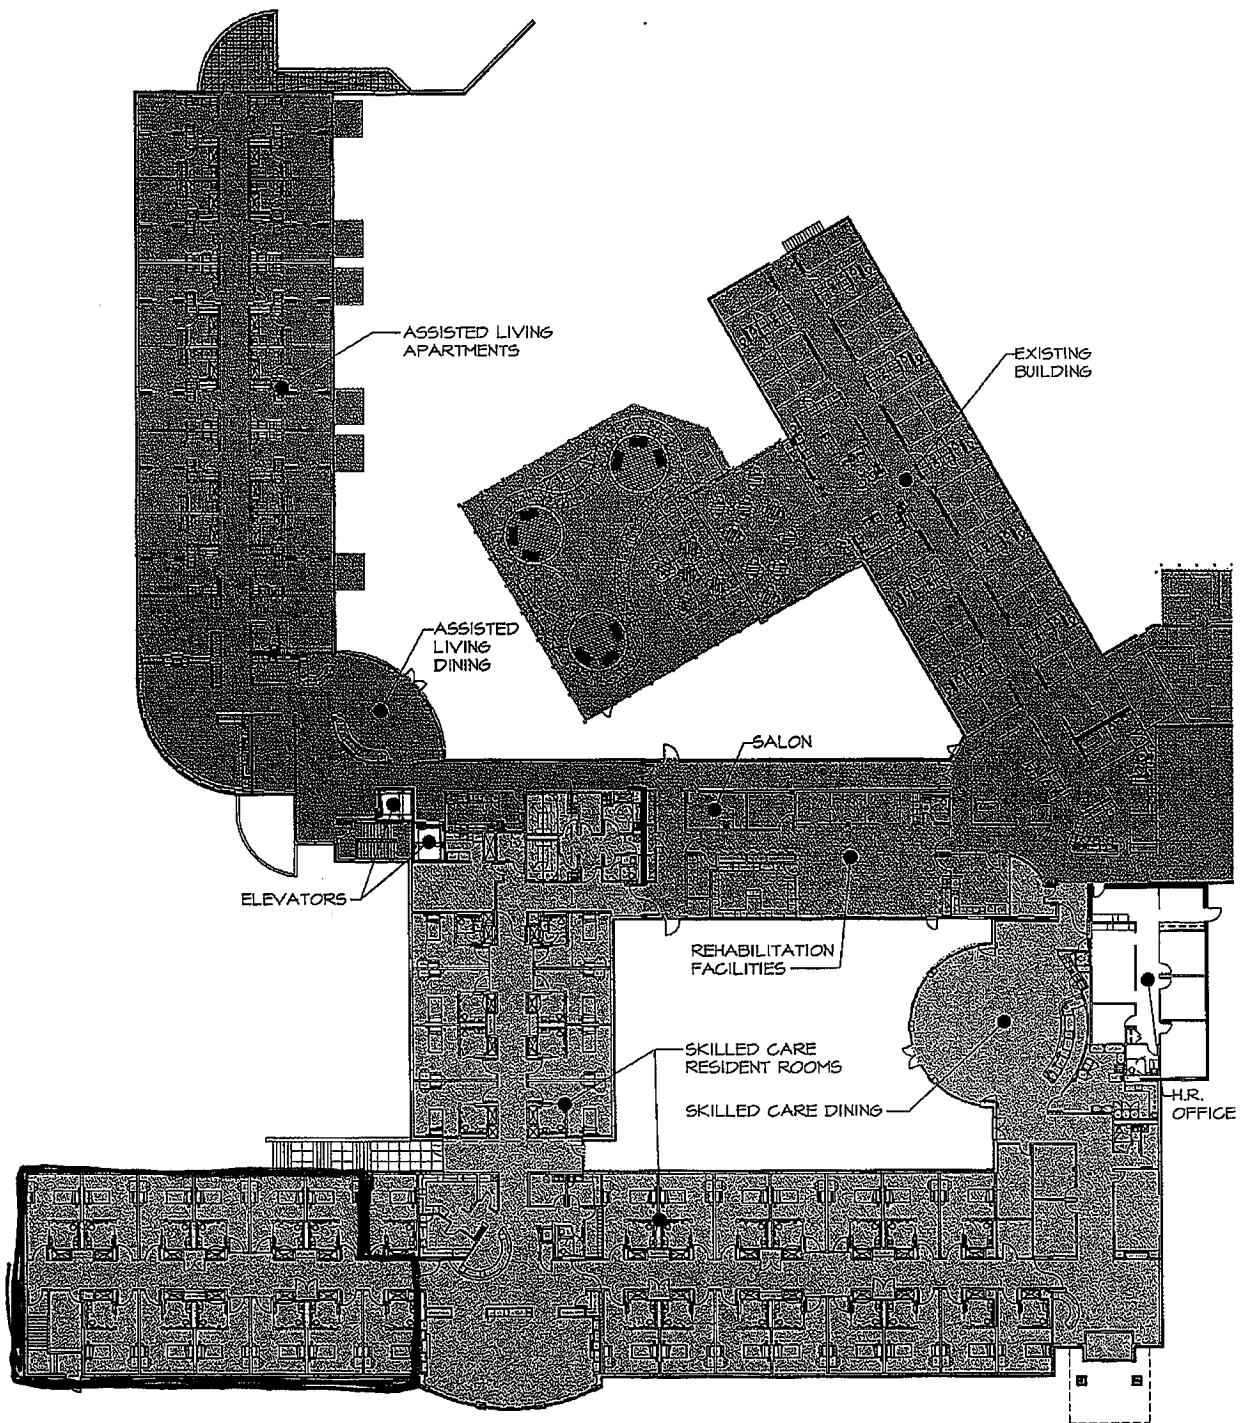 ASSISTED LIVING
APARTMENTS
EXISTING
BUILDING
ASSISTED
LIVING
DINING
SALON
ELEVATORS
REHABILITATION
FACILITIES
SKILLED CARE
RESIDENT ROOMS
SKILLED CARE DINING
H.R.
OFFICE